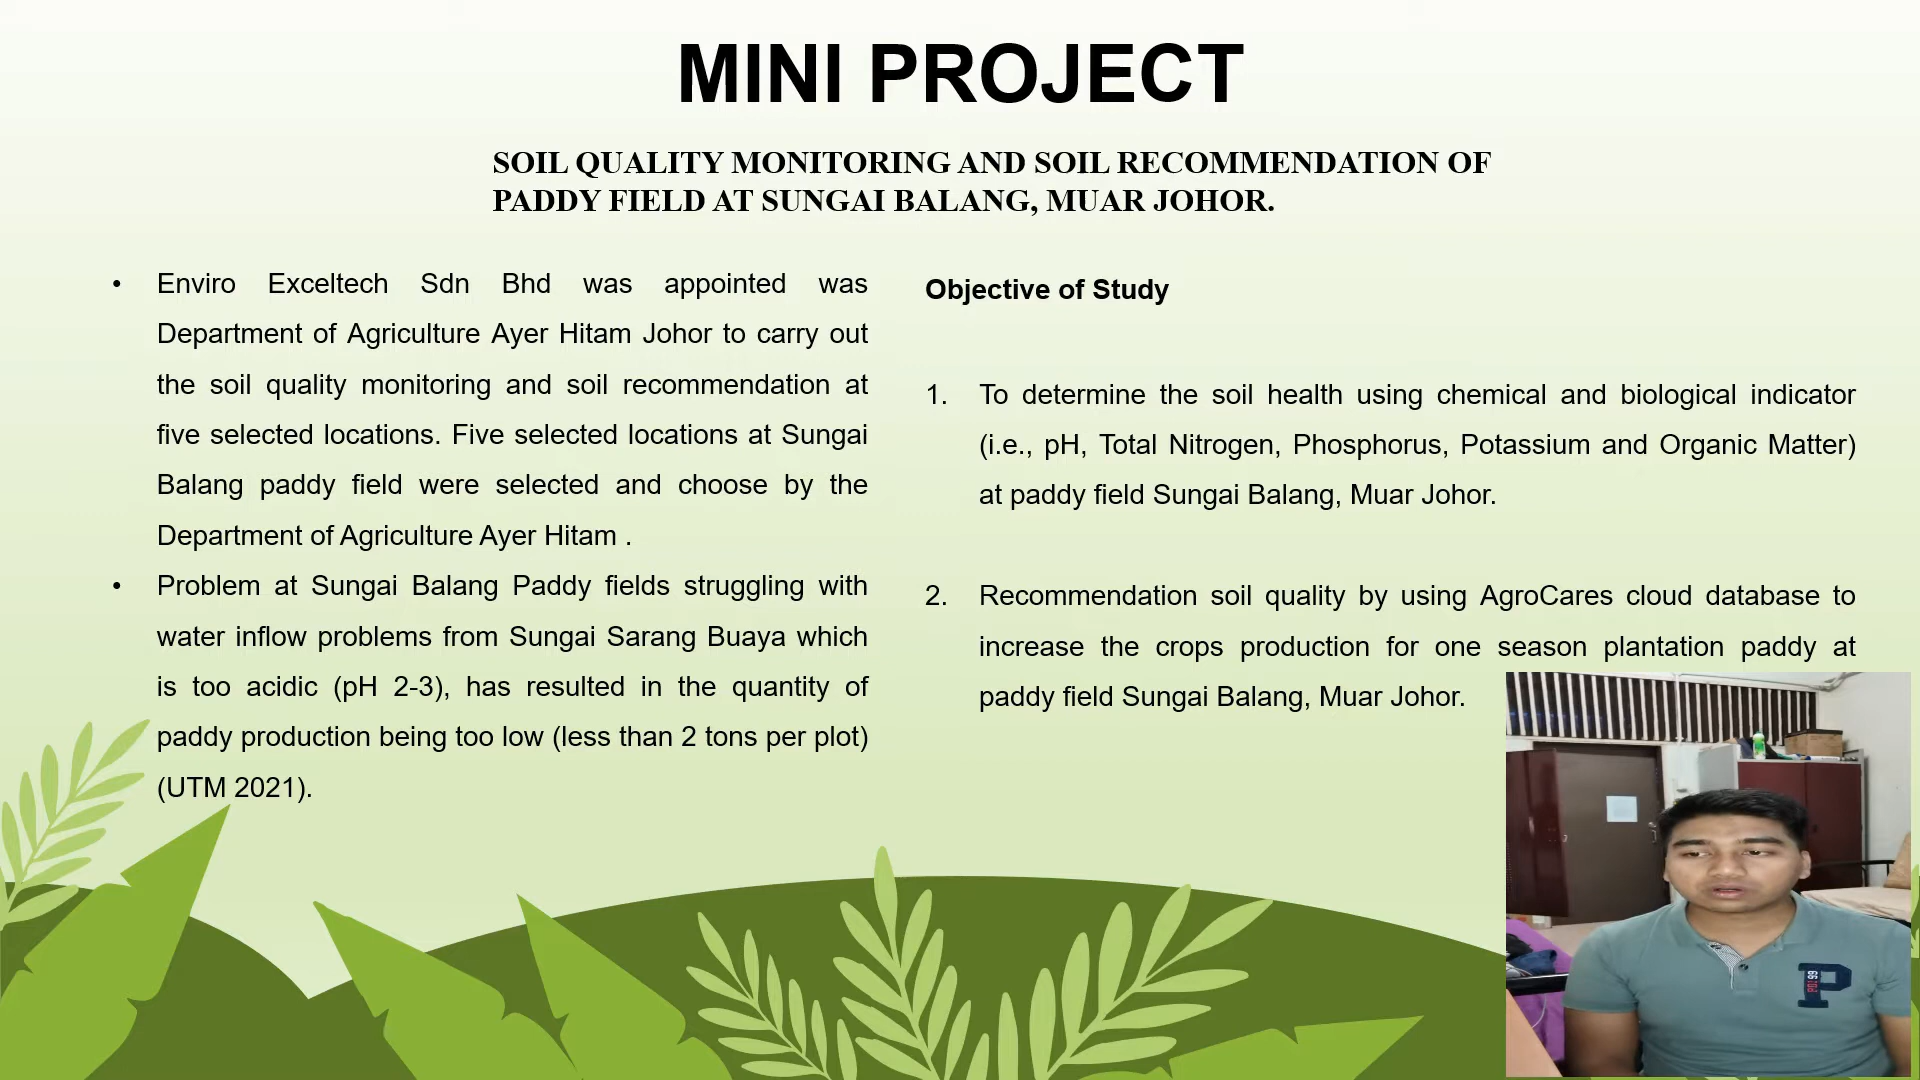 MINI PROJECT
SOIL QUALITY MONITORING AND SOIL RECOMMENDATION OF
PADDY FIELD AT SUNGAI BALANG, MUAR JOHOR.
• Enviro Exceltech Sdn Bhd was appointed was
Department of Agriculture Ayer Hitam Johor to carry out
the soil quality monitoring and soil recommendation at
five selected locations. Five selected locations at Sungai
Balang paddy field were selected and choose by the
Department of Agriculture Ayer Hitam .
• Problem at Sungai Balang Paddy fields struggling with
water inflow problems from Sungai Sarang Buaya which
is too acidic (pH 2-3), has resulted in the quantity of
paddy production being too low (less than 2 tons per plot)
(UTM 2021).
Objective of Study
1. To determine the soil health using chemical and biological indicator
(i.e., pH, Total Nitrogen, Phosphorus, Potassium and Organic Matter)
at paddy field Sungai Balang, Muar Johor.
2. Recommendation soil quality by using AgroCares cloud database to
increase the crops production for one season plantation paddy at
paddy field Sungai Balang, Muar Johor.
P